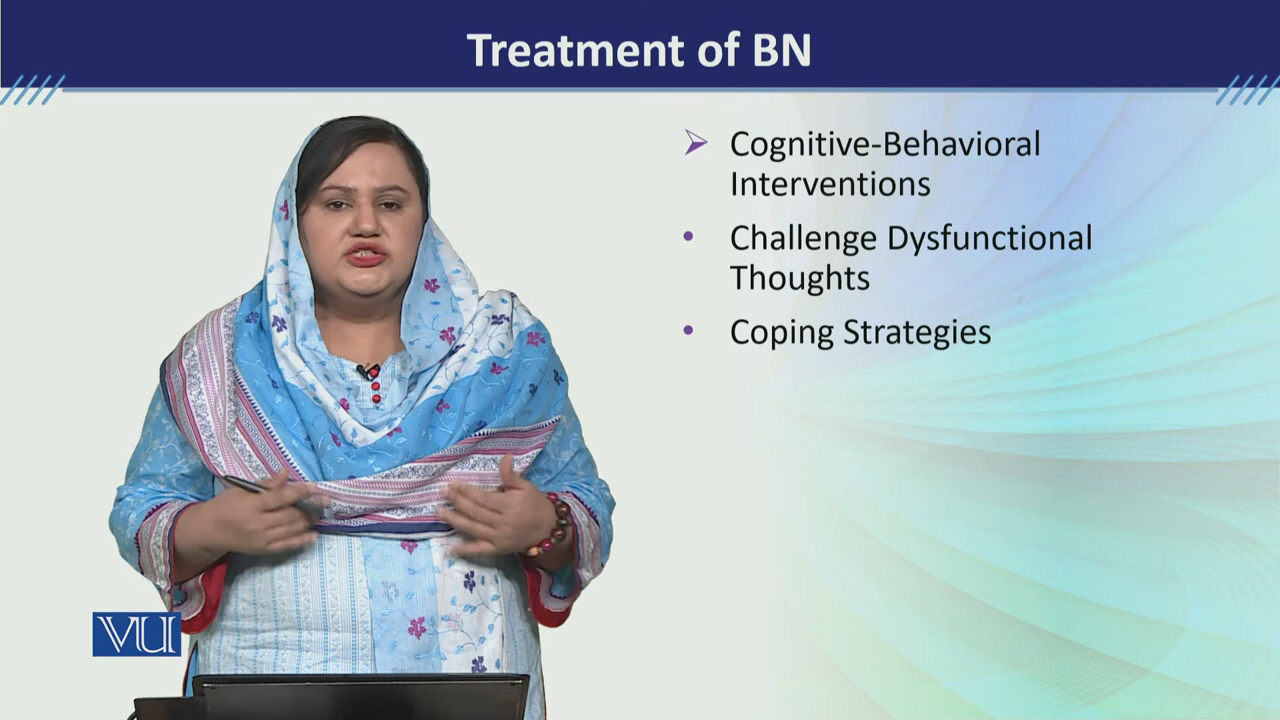 Treatment of BN
Cognitive-Behavioral
Interventions
Challenge Dysfunctional
Thoughts
Coping Strategies
VU